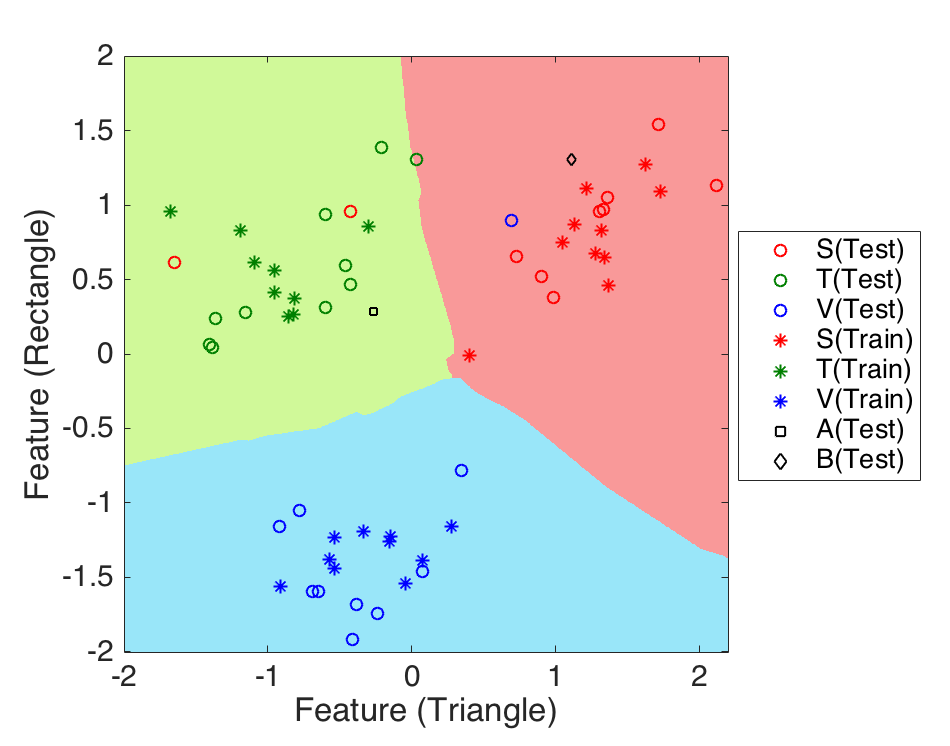 2
1.5
1
0.5
0
-0.5
-1
-1.5
-2
-2 -1 0 1 2
Feature (Rectangle)
Feature (Triangle)
S(Test)
T(Test)
V(Test)
S(Train)
T(Train)
V(Train)
A(Test)
B(Test)